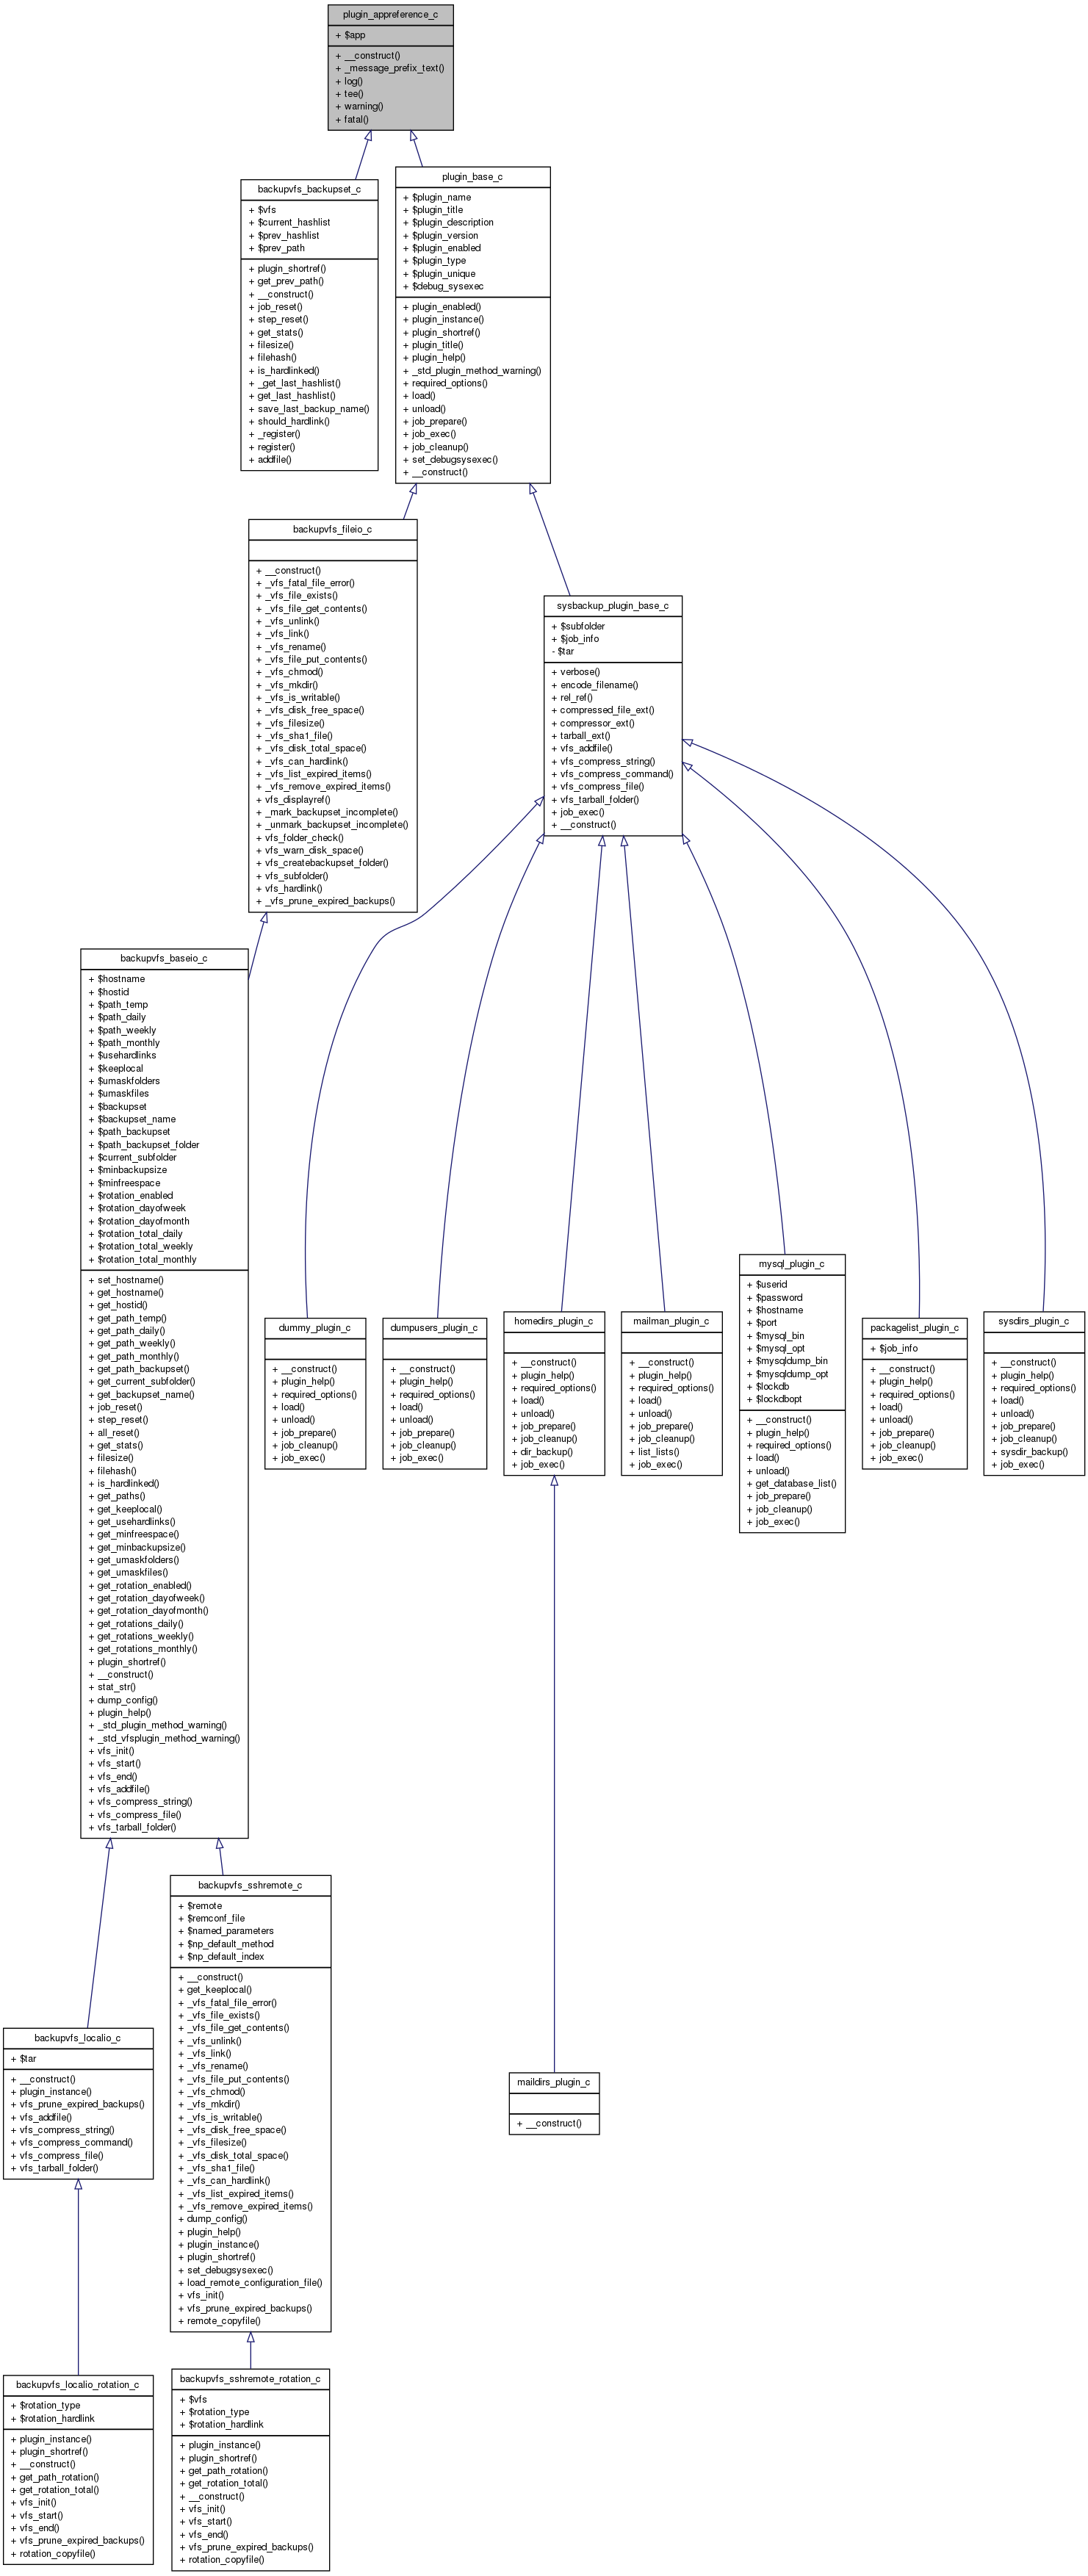 plugin_appreference_c
+ $app
+ __construct()
+ _message_prefix_text()
+ log()
+ tee()
+ warning()
+ fatal()
backupvfs_backupset_c
+ $vfs
+ $current_hashlist
+ $prev_hashlist
+ $prev_path
+ plugin_shortref()
+ get_prev_path()
+ __construct()
+ job_reset()
+ step_reset()
+ get_stats()
+ filesize()
+ filehash()
+ is_hardlinked()
+ _get_last_hashlist()
+ get_last_hashlist()
+ save_last_backup_name()
+ should_hardlink()
+ _register()
+ register()
+ addfile()
plugin_base_c
+ $plugin_name
+ $plugin_title
+ $plugin_description
+ $plugin_version
+ $plugin_enabled
+ $plugin_type
+ $plugin_unique
+ $debug_sysexec
+ plugin_enabled()
+ plugin_instance()
+ plugin_shortref()
+ plugin_title()
+ plugin_help()
+ _std_plugin_method_warning()
+ required_options()
+ load()
+ unload()
+ job_prepare()
+ job_exec()
+ job_cleanup()
+ set_debugsysexec()
+ __construct()
backupvfs_fileio_c
+ __construct()
+ _vfs_fatal_file_error()
+ _vfs_file_exists()
+ _vfs_file_get_contents()
+ _vfs_unlink()
+ _vfs_link()
+ _vfs_rename()
+ _vfs_file_put_contents()
+ _vfs_chmod()
+ _vfs_mkdir()
+ _vfs_is_writable()
+ _vfs_disk_free_space()
+ _vfs_filesize()
+ _vfs_sha1_file()
+ _vfs_disk_total_space()
+ _vfs_can_hardlink()
+ _vfs_list_expired_items()
+ _vfs_remove_expired_items()
+ vfs_displayref()
+ _mark_backupset_incomplete()
+ _unmark_backupset_incomplete()
+ vfs_folder_check()
+ vfs_warn_disk_space()
+ vfs_createbackupset_folder()
+ vfs_subfolder()
+ vfs_hardlink()
+ _vfs_prune_expired_backups()
sysbackup_plugin_base_c
+ $subfolder
+ $job_info
- $tar
+ verbose()
+ encode_filename()
+ rel_ref()
+ compressed_file_ext()
+ compressor_ext()
+ tarball_ext()
+ vfs_addfile()
+ vfs_compress_string()
+ vfs_compress_command()
+ vfs_compress_file()
+ vfs_tarball_folder()
+ job_exec()
+ __construct()
backupvfs_baseio_c
+ $hostname
+ $hostid
+ $path_temp
+ $path_daily
+ $path_weekly
+ $path_monthly
+ $usehardlinks
+ $keeplocal
+ $umaskfolders
+ $umaskfiles
+ $backupset
+ $backupset_name
+ $path_backupset
+ $path_backupset_folder
+ $current_subfolder
+ $minbackupsize
+ $minfreespace
+ $rotation_enabled
+ $rotation_dayofweek
+ $rotation_dayofmonth
+ $rotation_total_daily
+ $rotation_total_weekly
+ $rotation_total_monthly
+ set_hostname()
+ get_hostname()
+ get_hostid()
+ get_path_temp()
+ get_path_daily()
+ get_path_weekly()
+ get_path_monthly()
+ get_path_backupset()
+ get_current_subfolder()
+ get_backupset_name()
+ job_reset()
+ step_reset()
+ all_reset()
+ get_stats()
+ filesize()
+ filehash()
+ is_hardlinked()
+ get_paths()
+ get_keeplocal()
+ get_usehardlinks()
+ get_minfreespace()
+ get_minbackupsize()
+ get_umaskfolders()
+ get_umaskfiles()
+ get_rotation_enabled()
+ get_rotation_dayofweek()
+ get_rotation_dayofmonth()
+ get_rotations_daily()
+ get_rotations_weekly()
+ get_rotations_monthly()
+ plugin_shortref()
+ __construct()
+ stat_str()
+ dump_config()
+ plugin_help()
+ _std_plugin_method_warning()
+ _std_vfsplugin_method_warning()
+ vfs_init()
+ vfs_start()
+ vfs_end()
+ vfs_addfile()
+ vfs_compress_string()
+ vfs_compress_file()
+ vfs_tarball_folder()
dummy_plugin_c
+ __construct()
+ plugin_help()
+ required_options()
+ load()
+ unload()
+ job_prepare()
+ job_cleanup()
+ job_exec()
dumpusers_plugin_c
+ __construct()
+ plugin_help()
+ required_options()
+ load()
+ unload()
+ job_prepare()
+ job_cleanup()
+ job_exec()
homedirs_plugin_c
+ __construct()
+ plugin_help()
+ required_options()
+ load()
+ unload()
+ job_prepare()
+ job_cleanup()
+ dir_backup()
+ job_exec()
mailman_plugin_c
+ __construct()
+ plugin_help()
+ required_options()
+ load()
+ unload()
+ job_prepare()
+ job_cleanup()
+ list_lists()
+ job_exec()
mysql_plugin_c
+ $userid
+ $password
+ $hostname
+ $port
+ $mysql_bin
+ $mysql_opt
+ $mysqldump_bin
+ $mysqldump_opt
+ $lockdb
+ $lockdbopt
+ __construct()
+ plugin_help()
+ required_options()
+ load()
+ unload()
+ get_database_list()
+ job_prepare()
+ job_cleanup()
+ job_exec()
packagelist_plugin_c
+ $job_info
+ __construct()
+ plugin_help()
+ required_options()
+ load()
+ unload()
+ job_prepare()
+ job_cleanup()
+ job_exec()
sysdirs_plugin_c
+ __construct()
+ plugin_help()
+ required_options()
+ load()
+ unload()
+ job_prepare()
+ job_cleanup()
+ sysdir_backup()
+ job_exec()
backupvfs_sshremote_c
+ $remote
+ $remconf_file
+ $named_parameters
+ $np_default_method
+ $np_default_index
+ __construct()
+ get_keeplocal()
+ _vfs_fatal_file_error()
+ _vfs_file_exists()
+ _vfs_file_get_contents()
+ _vfs_unlink()
+ _vfs_link()
+ _vfs_rename()
+ _vfs_file_put_contents()
+ _vfs_chmod()
+ _vfs_mkdir()
+ _vfs_is_writable()
+ _vfs_disk_free_space()
+ _vfs_filesize()
+ _vfs_disk_total_space()
+ _vfs_sha1_file()
+ _vfs_can_hardlink()
+ _vfs_list_expired_items()
+ _vfs_remove_expired_items()
+ dump_config()
+ plugin_help()
+ plugin_instance()
+ plugin_shortref()
+ set_debugsysexec()
+ load_remote_configuration_file()
+ vfs_init()
+ vfs_prune_expired_backups()
+ remote_copyfile()
backupvfs_localio_c
+ $tar
+ __construct()
+ plugin_instance()
+ vfs_prune_expired_backups()
+ vfs_addfile()
+ vfs_compress_string()
+ vfs_compress_command()
+ vfs_compress_file()
+ vfs_tarball_folder()
maildirs_plugin_c
+ __construct()
backupvfs_localio_rotation_c
+ $rotation_type
+ $rotation_hardlink
+ plugin_instance()
+ plugin_shortref()
+ __construct()
+ get_path_rotation()
+ get_rotation_total()
+ vfs_init()
+ vfs_start()
+ vfs_end()
+ vfs_prune_expired_backups()
+ rotation_copyfile()
backupvfs_sshremote_rotation_c
+ $vfs
+ $rotation_type
+ $rotation_hardlink
+ plugin_instance()
+ plugin_shortref()
+ get_path_rotation()
+ get_rotation_total()
+ __construct()
+ vfs_init()
+ vfs_start()
+ vfs_end()
+ vfs_prune_expired_backups()
+ rotation_copyfile()